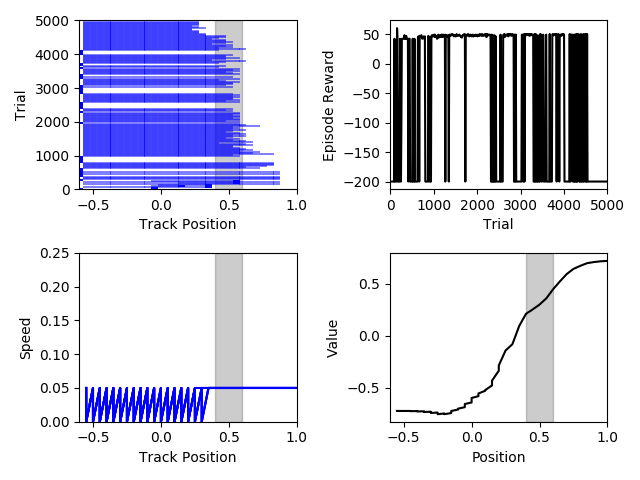 5000
4000
3000
2000
1000
0
Trial
−0.5 0.0 0.5 1.0
Track Position
50
0
−50
−100
−150
−200
Episode Reward
0 1000 2000 3000 4000 5000
Trial
0.25
0.20
0.15
0.10
0.05
0.00
Speed
−0.5 0.0 0.5 1.0
Track Position
0.5
0.0
−0.5
Value
−0.5 0.0 0.5 1.0
Position